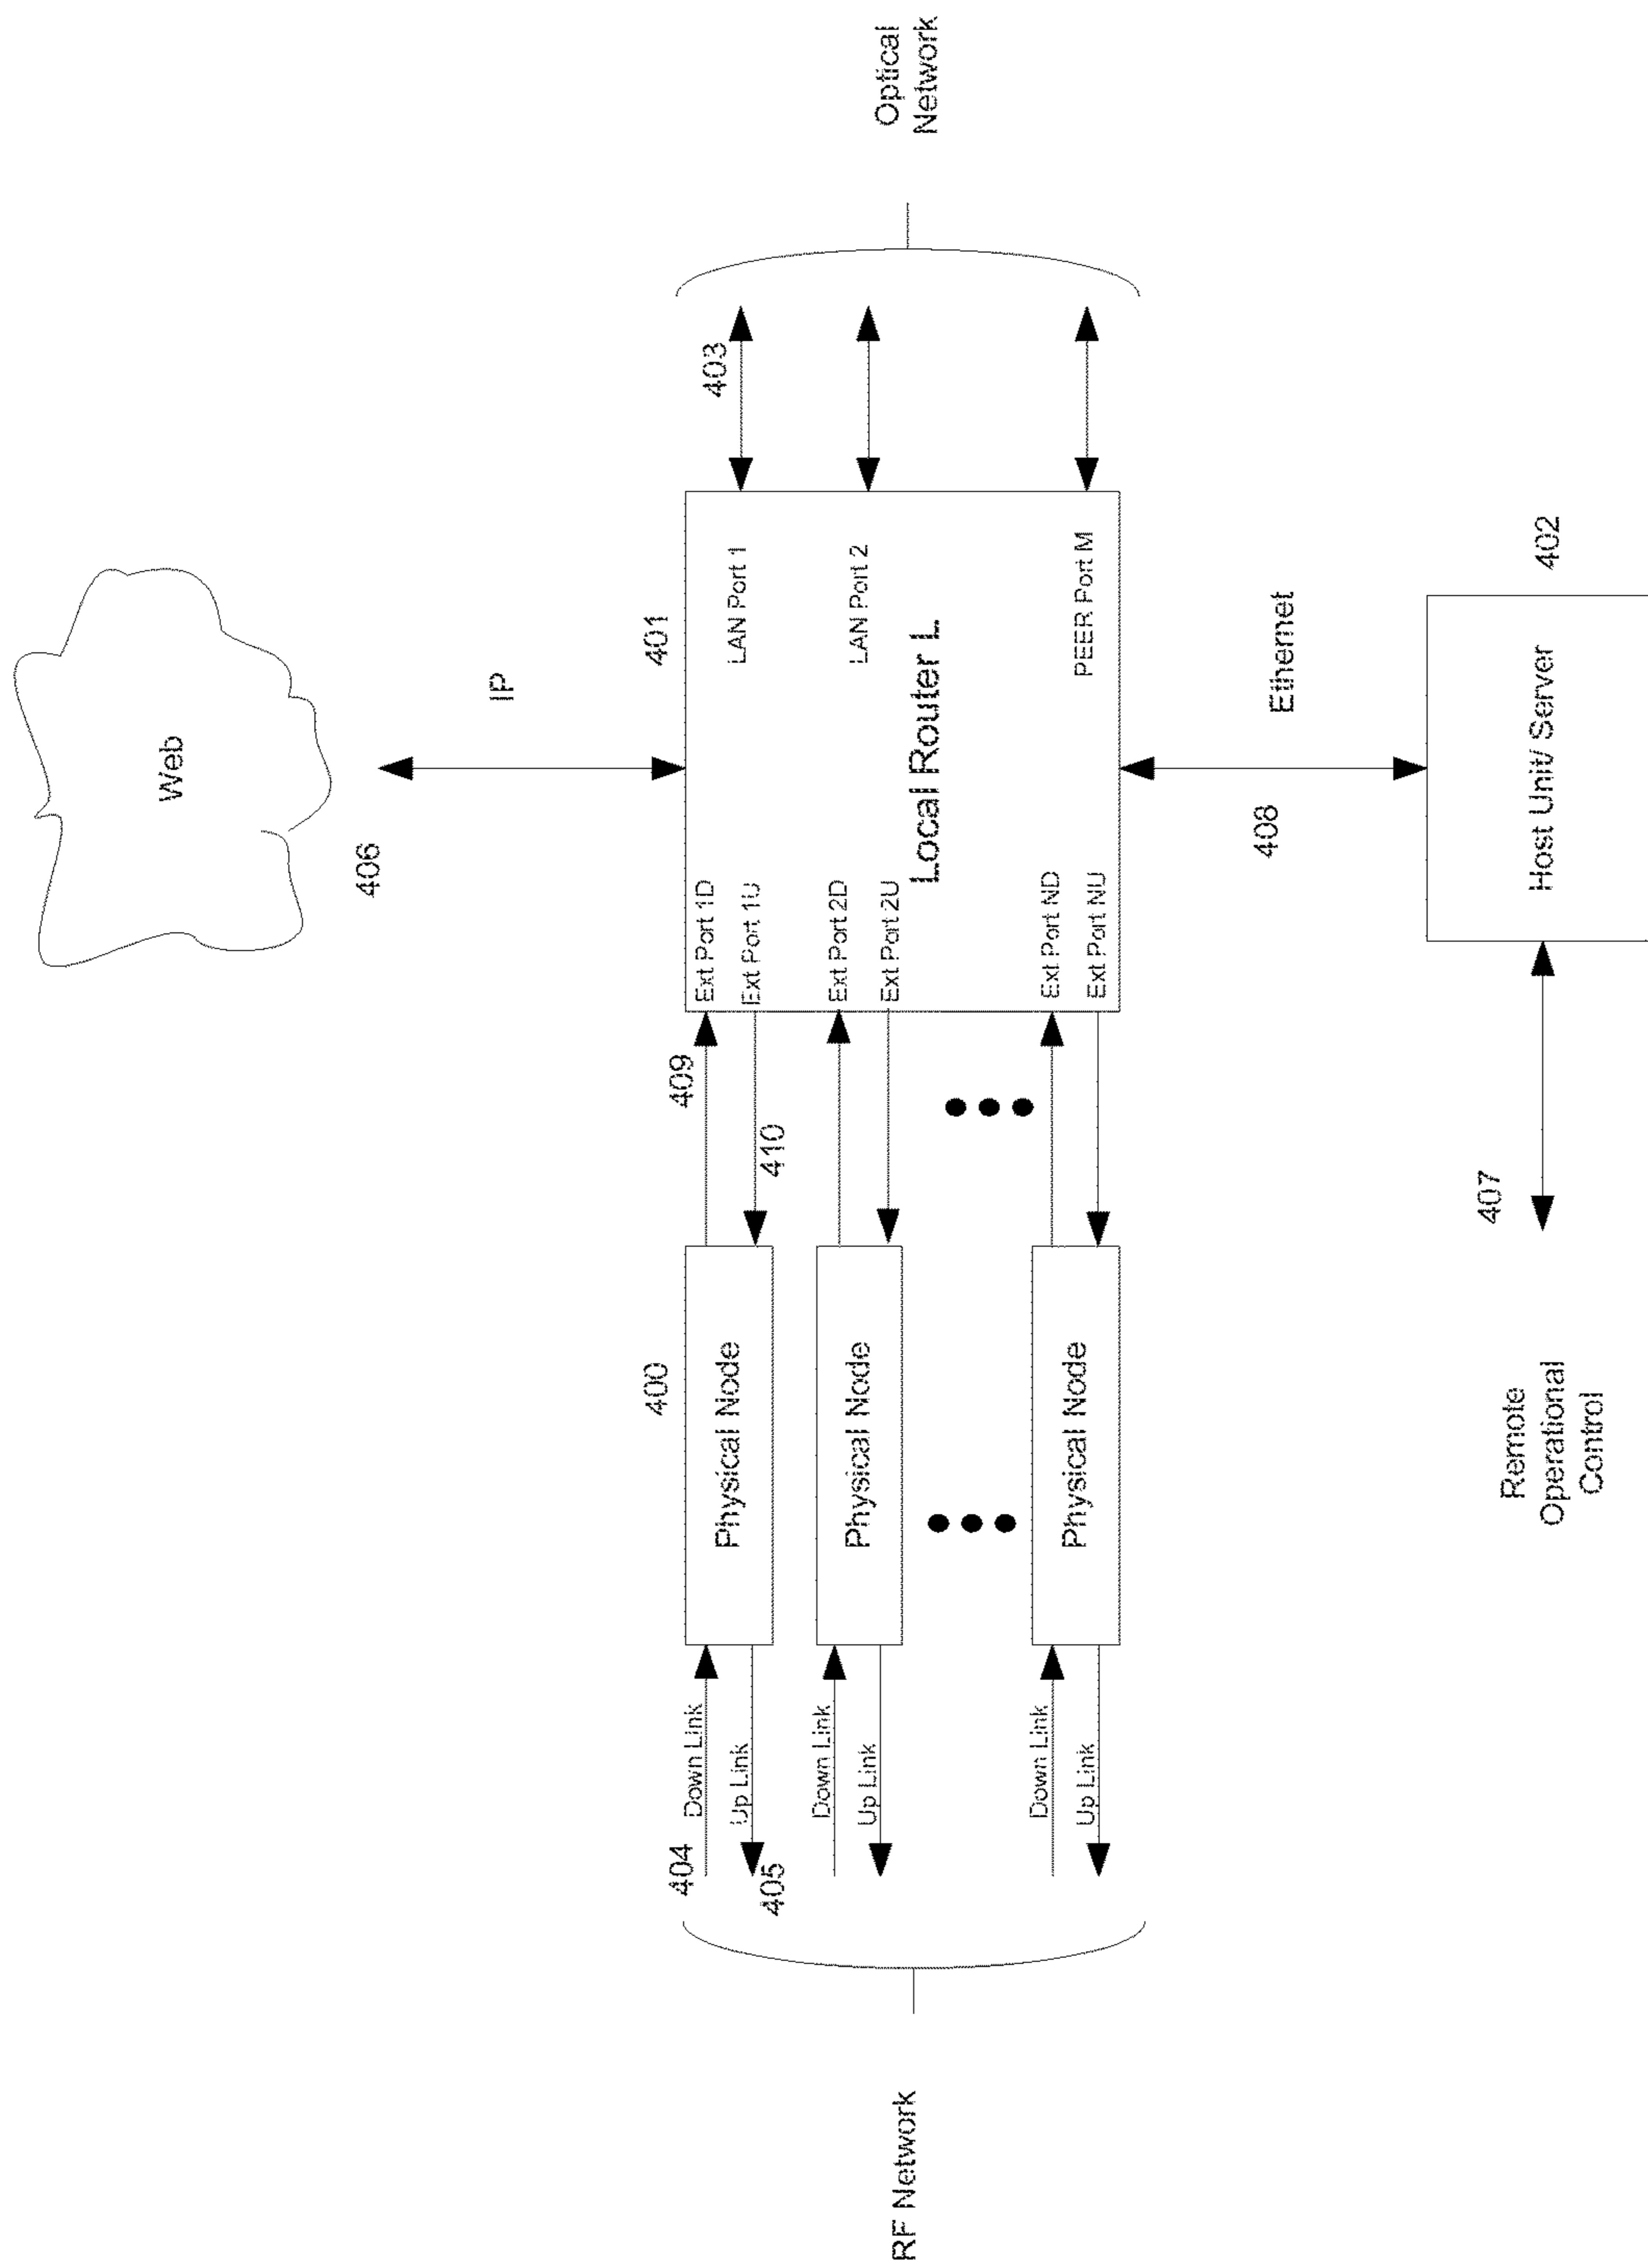 Web
406
IP
401
RF Network
404
Down Link
Up Link
405
Down Link
Up Link
Down Link
Up Link
400
Physical Node
Physical Node
Physical Node
409
410
Ext Port 1D
Ext Port 1U
Ext Port 2D
Ext Port 2U
Ext Port ND
Ext Port NU
Local Router L
LAN Port 1
LAN Port 2
PEER Port M
403
Optical
Network
408
Ethernet
407
Remote
Operational
Control
Host Unit/ Server
402